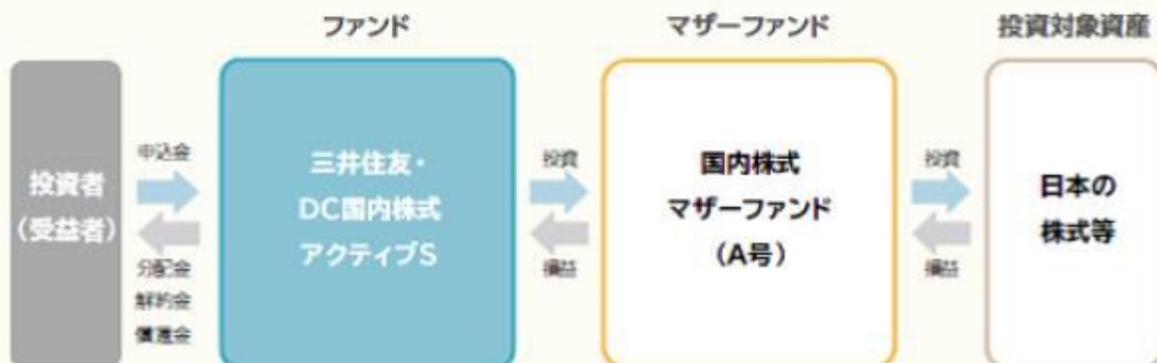 ファンド
マザーファンド
投資対象資産
投資者
(受益者)
申込金
分配金
解約金
償還金
三井住友・
DC国内株式
アクティブS
投資
損益
国内株式
マザーファンド
(A号)
投資
損益
日本の
株式等